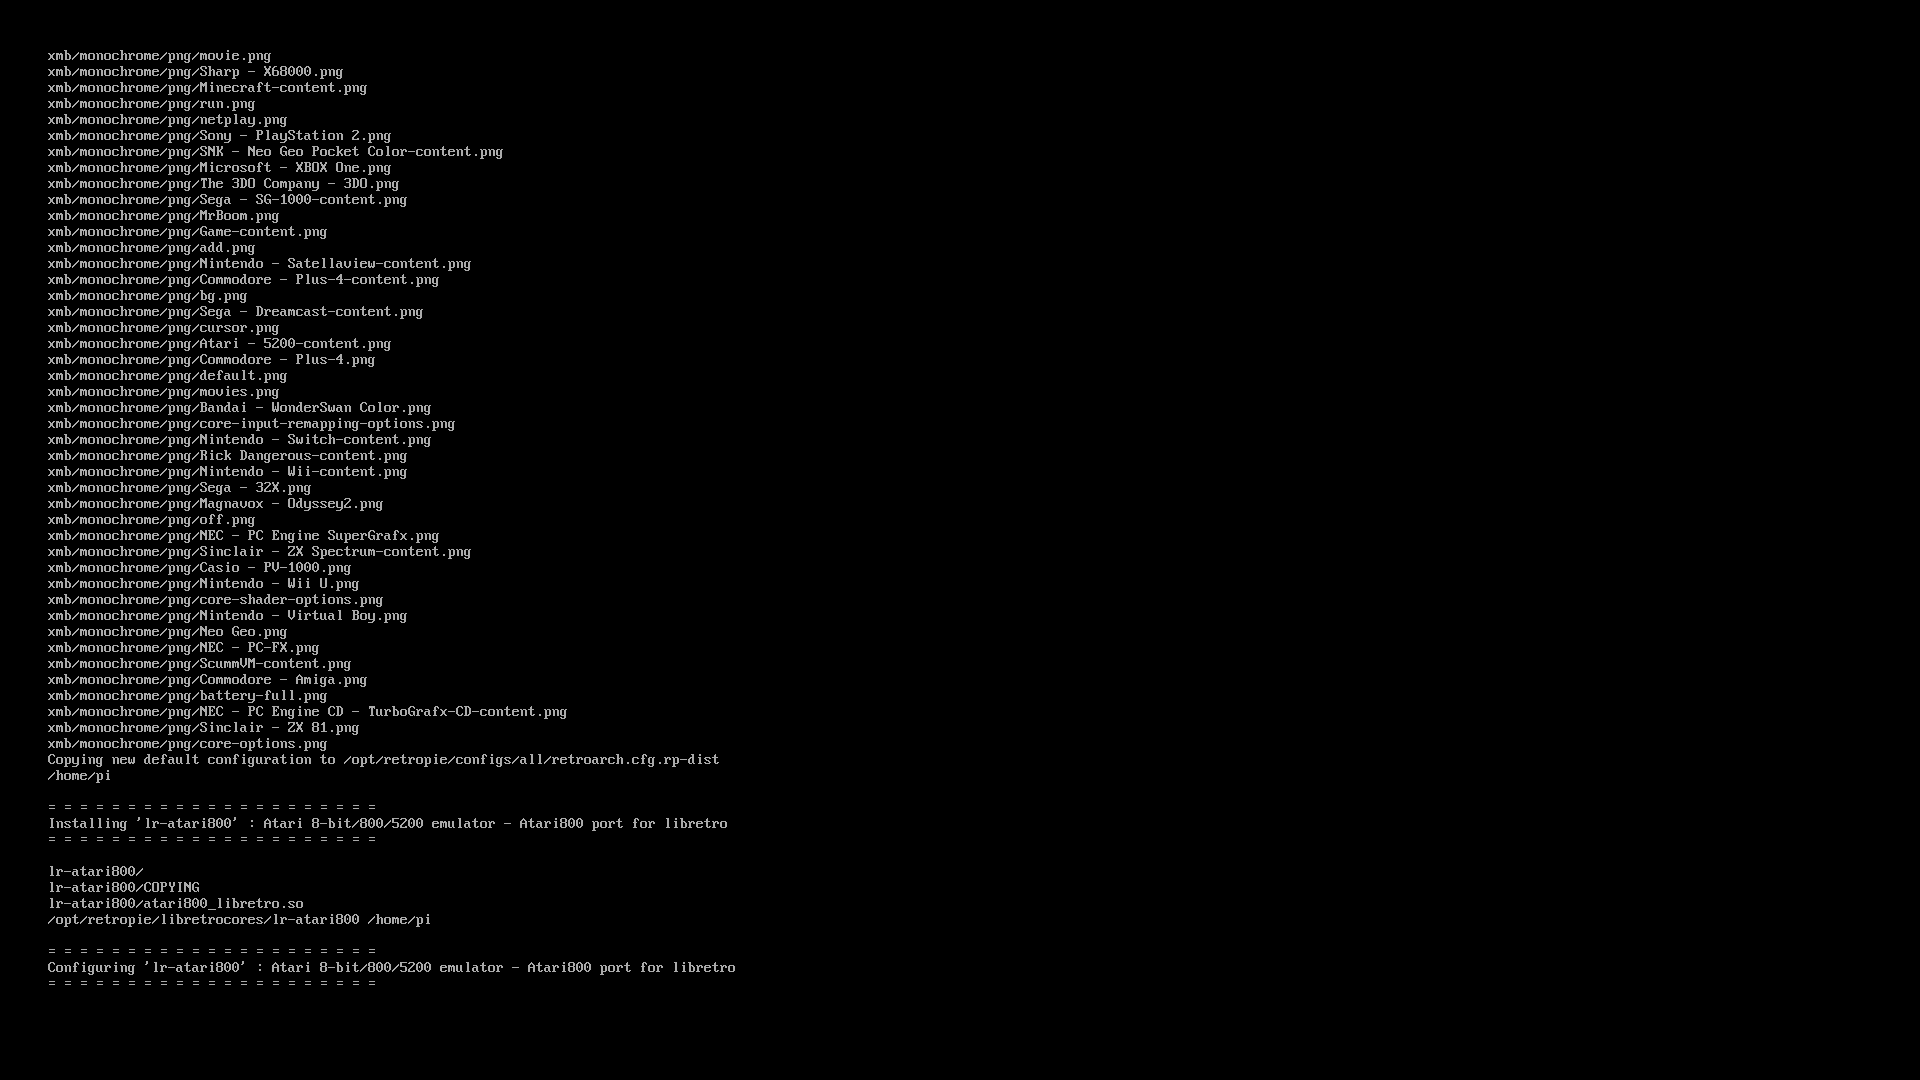 xmb/monochrome/png/movie.png
xmb/monochrome/png/Sharp - X68000.png
xmb/monochrome/png/Minecraft-content.png
xmb/monochrome/png/run.png
xmb/monochrome/png/netplay.png
xmb/monochrome/png/Sony - PlayStation 2.png
xmb/monochrome/png/SNK - Neo Geo Pocket Color-content.png
xmb/monochrome/png/Microsoft - XBOX One.png
xmb/monochrome/png/The 3DO Company - 3DO.png
xmb/monochrome/png/Sega - SG-1000-content.png
xmb/monochrome/png/MrBoom.png
xmb/monochrome/png/Game-content.png
xmb/monochrome/png/add.png
xmb/monochrome/png/Nintendo - Satellaview-content.png
xmb/monochrome/png/Commodore - Plus-4-content.png
xmb/monochrome/png/bg.png
xmb/monochrome/png/Sega - Dreamcast-content.png
xmb/monochrome/png/cursor.png
xmb/monochrome/png/Atari - 5200-content.png
xmb/monochrome/png/Commodore - Plus-4.png
xmb/monochrome/png/default.png
xmb/monochrome/png/movies.png
xmb/monochrome/png/Bandai - WonderSwan Color.png
xmb/monochrome/png/core-input-remapping-options.png
xmb/monochrome/png/Nintendo - Switch-content.png
xmb/monochrome/png/Rick Dangerous-content.png
xmb/monochrome/png/Nintendo - Wii-content.png
xmb/monochrome/png/Sega - 32X.png
xmb/monochrome/png/Magnavox - Odyssey2.png
xmb/monochrome/png/off.png
xmb/monochrome/png/NEC - PC Engine SuperGrafx.png
xmb/monochrome/png/Sinclair - ZX Spectrum-content.png
xmb/monochrome/png/Casio - PV-1000.png
xmb/monochrome/png/Nintendo - Wii U.png
xmb/monochrome/png/core-shader-options.png
xmb/monochrome/png/Nintendo - Virtual Boy.png
xmb/monochrome/png/Neo Geo.png
xmb/monochrome/png/NEC - PC-FX.png
xmb/monochrome/png/ScummVM-content.png
xmb/monochrome/png/Commodore - Amiga.png
xmb/monochrome/png/battery-full.png
xmb/monochrome/png/NEC - PC Engine CD - TurboGrafx-CD-content.png
xmb/monochrome/png/Sinclair - ZX 81.png
xmb/monochrome/png/core-options.png
Copying new default configuration to /opt/retropie/configs/all/retroarch.cfg.rp-dist
/home/pi
= = = = = = = = = = = = = = = = = = = = =
Installing 'lr-atari800' : Atari 8-bit/800/5200 emulator - Atari800 port for libretro
= = = = = = = = = = = = = = = = = = = = =
lr-atari800/
lr-atari800/COPYING
lr-atari800/atari800_libretro.so
/opt/retropie/libretrocores/lr-atari800 /home/pi
= = = = = = = = = = = = = = = = = = = = =
Configuring 'lr-atari800' : Atari 8-bit/800/5200 emulator - Atari800 port for libretro
= = = = = = = = = = = = = = = = = = = = =